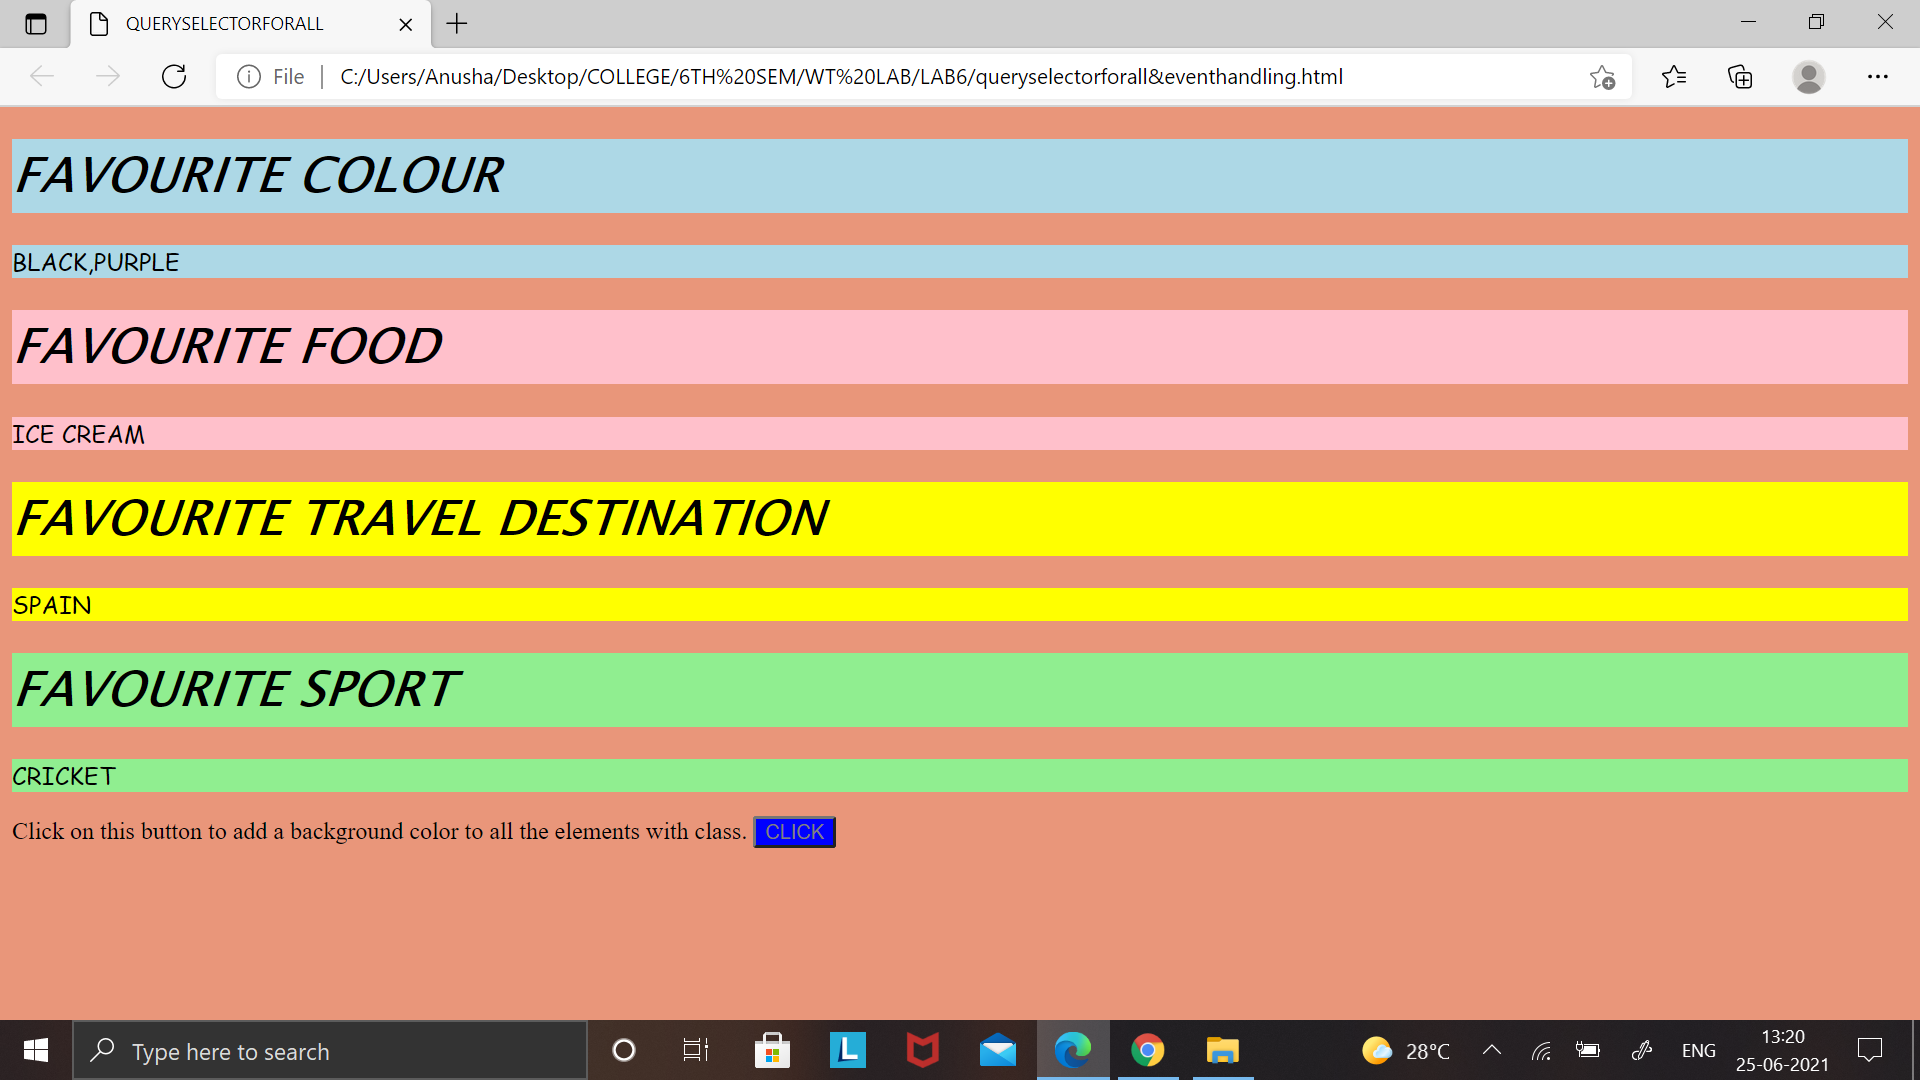 QUERYSELECTORFORALL
File | C:/Users/Anusha/Desktop/COLLEGE/6TH%20SEM/WT%20LAB/LAB6/queryselectorforall&eventhandling.html
FAVOURITE COLOUR
BLACK,PURPLE
FAVOURITE FOOD
ICE CREAM
FAVOURITE TRAVEL DESTINATION
SPAIN
FAVOURITE SPORT
CRICKET
Click on this button to add a background color to all the elements with class. CLICK
Type here to search
L
28°C
ENG
13:20
25-06-2021